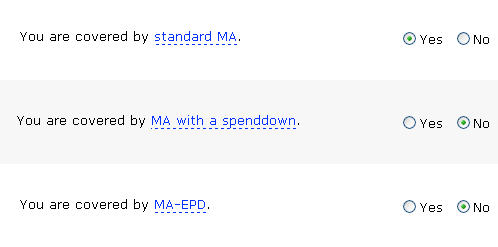 You are covered by standard MA. Yes No
You are covered by MA with a spenddown. Yes No
You are covered by MA-EPD. Yes No